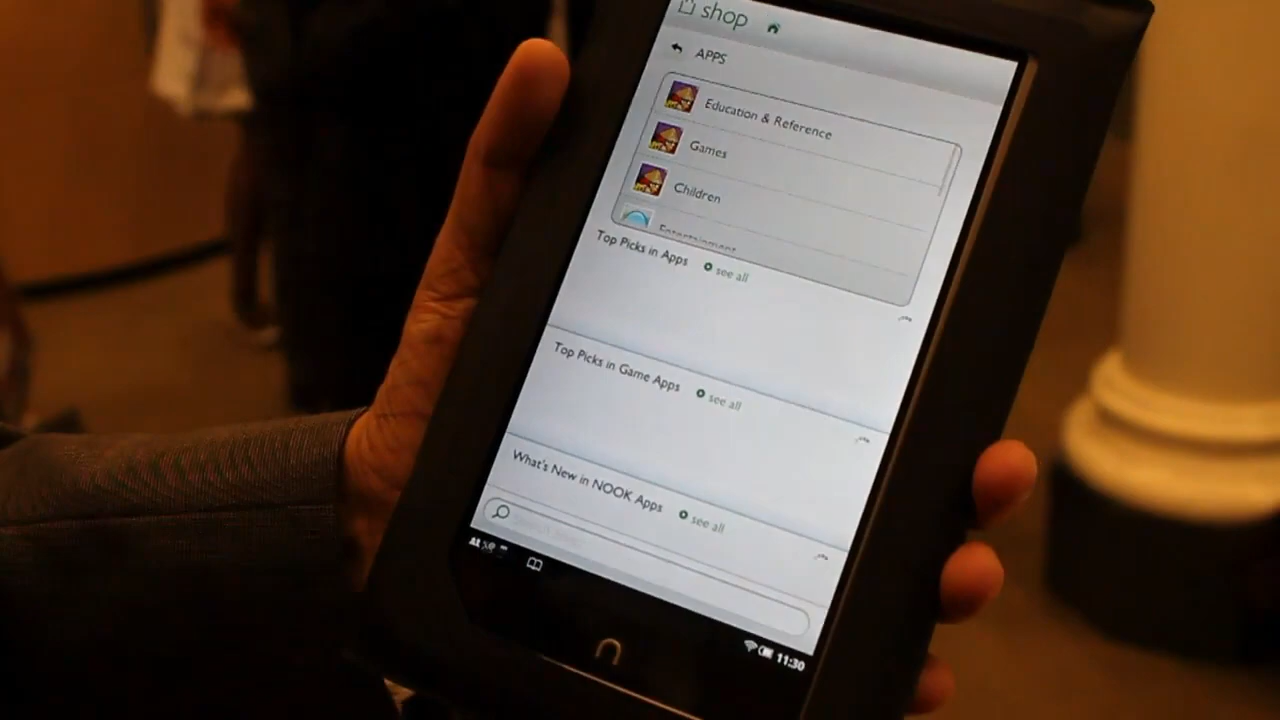 shop
APPS
Education & Reference
Games
Children
Entertainment
Top Picks in Apps see all
Top Picks in Game Apps see all
What's New in NOOK Apps see all
11:30